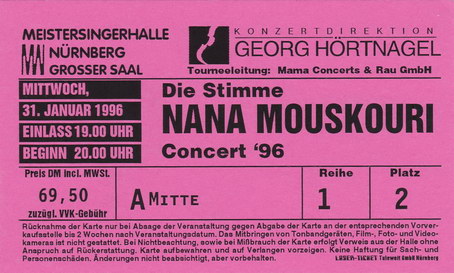 MEISTERSINGERHALLE
NÜRNBERG
GROSSER SAAL
KONZERTDIREKTION
GEORG HÖRTNAGEL
Tourneeleitung: Mama Concerts & Rau GmbH
MITTWOCH,
31. JANUAR 1996
EINLASS 19.00 UHR
BEGINN 20.00 UHR
Die Stimme
NANA MOUSKOURI
Concert '96
Preis DM incl. MWSt.
69,50
zuzügl. VVK-Gebühr
A MITTE
Reihe
1
Platz
2
Rücknahme der Karte nur bei Absage der Veranstaltung gegen Abgabe der Karte an der entsprechenden Vorver-
kaufsstelle bis 2 Wochen nach Veranstaltungsdatum. Das Mitbringen von Tonbandgeräten, Film-, Foto- und Video-
kameras ist nicht gestattet. Bei Nichtbeachtung, sowie bei Mißbrauch der Karte erfolgt Verweis aus der Halle ohne
Anspruch auf Rückerstattung. Karte aufbewahren und auf Verlangen vorzeigen. Keine Haftung für Sach- und
Personenschäden. Änderungen nicht beabsichtigt, aber vorbehalten.
LASER-TICKET Telewelt GmbH Nürnberg